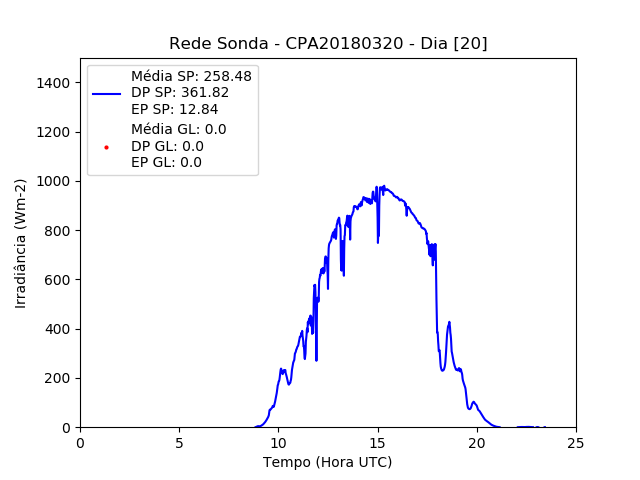 Rede Sonda - CPA20180320 - Dia [20]
Média SP: 258.48
DP SP: 361.82
EP SP: 12.84
Média GL: 0.0
DP GL: 0.0
EP GL: 0.0
1400
1200
1000
800
600
400
200
0
Irradiância (Wm-2)
0 5 10 15 20 25
Tempo (Hora UTC)